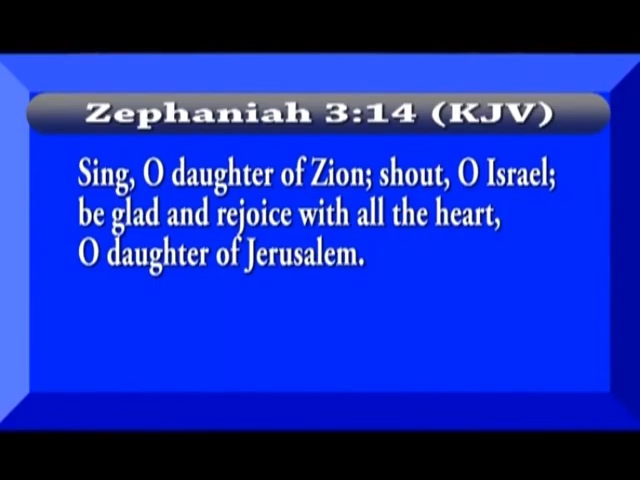 Zephaniah 3:14 (KJV)
Sing, O daughter of Zion; shout, O Israel;
be glad and rejoice with all the heart,
O daughter of Jerusalem.